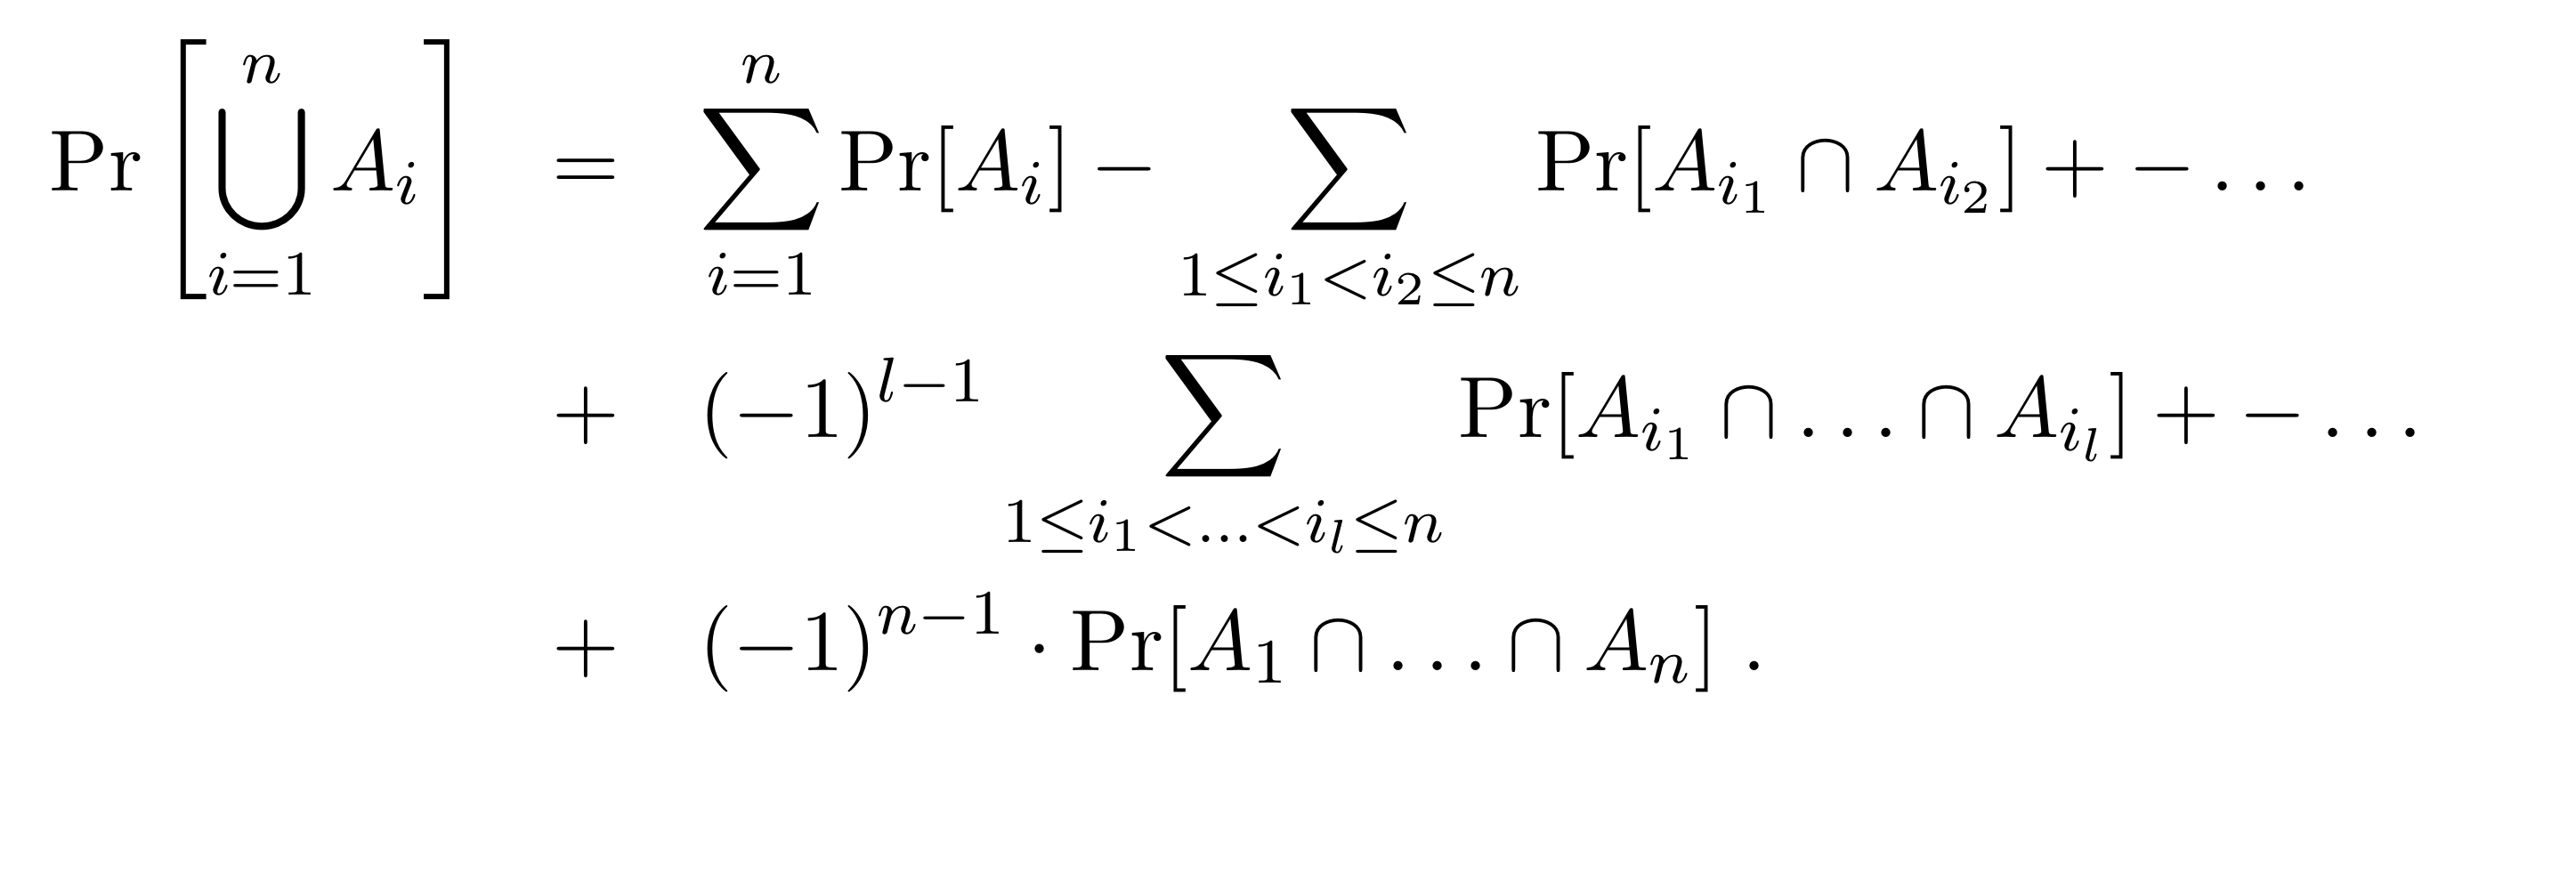 Pr [ ⋃_{i=1}^{n} A_i ] = ∑_{i=1}^{n} Pr[A_i] − ∑_{1≤i_1<i_2≤n} Pr[A_{i_1} ∩ A_{i_2}] + − …
+ (−1)^{l−1} ∑_{1≤i_1<…<i_l≤n} Pr[A_{i_1} ∩ … ∩ A_{i_l}] + − …
+ (−1)^{n−1} · Pr[A_1 ∩ … ∩ A_n] .